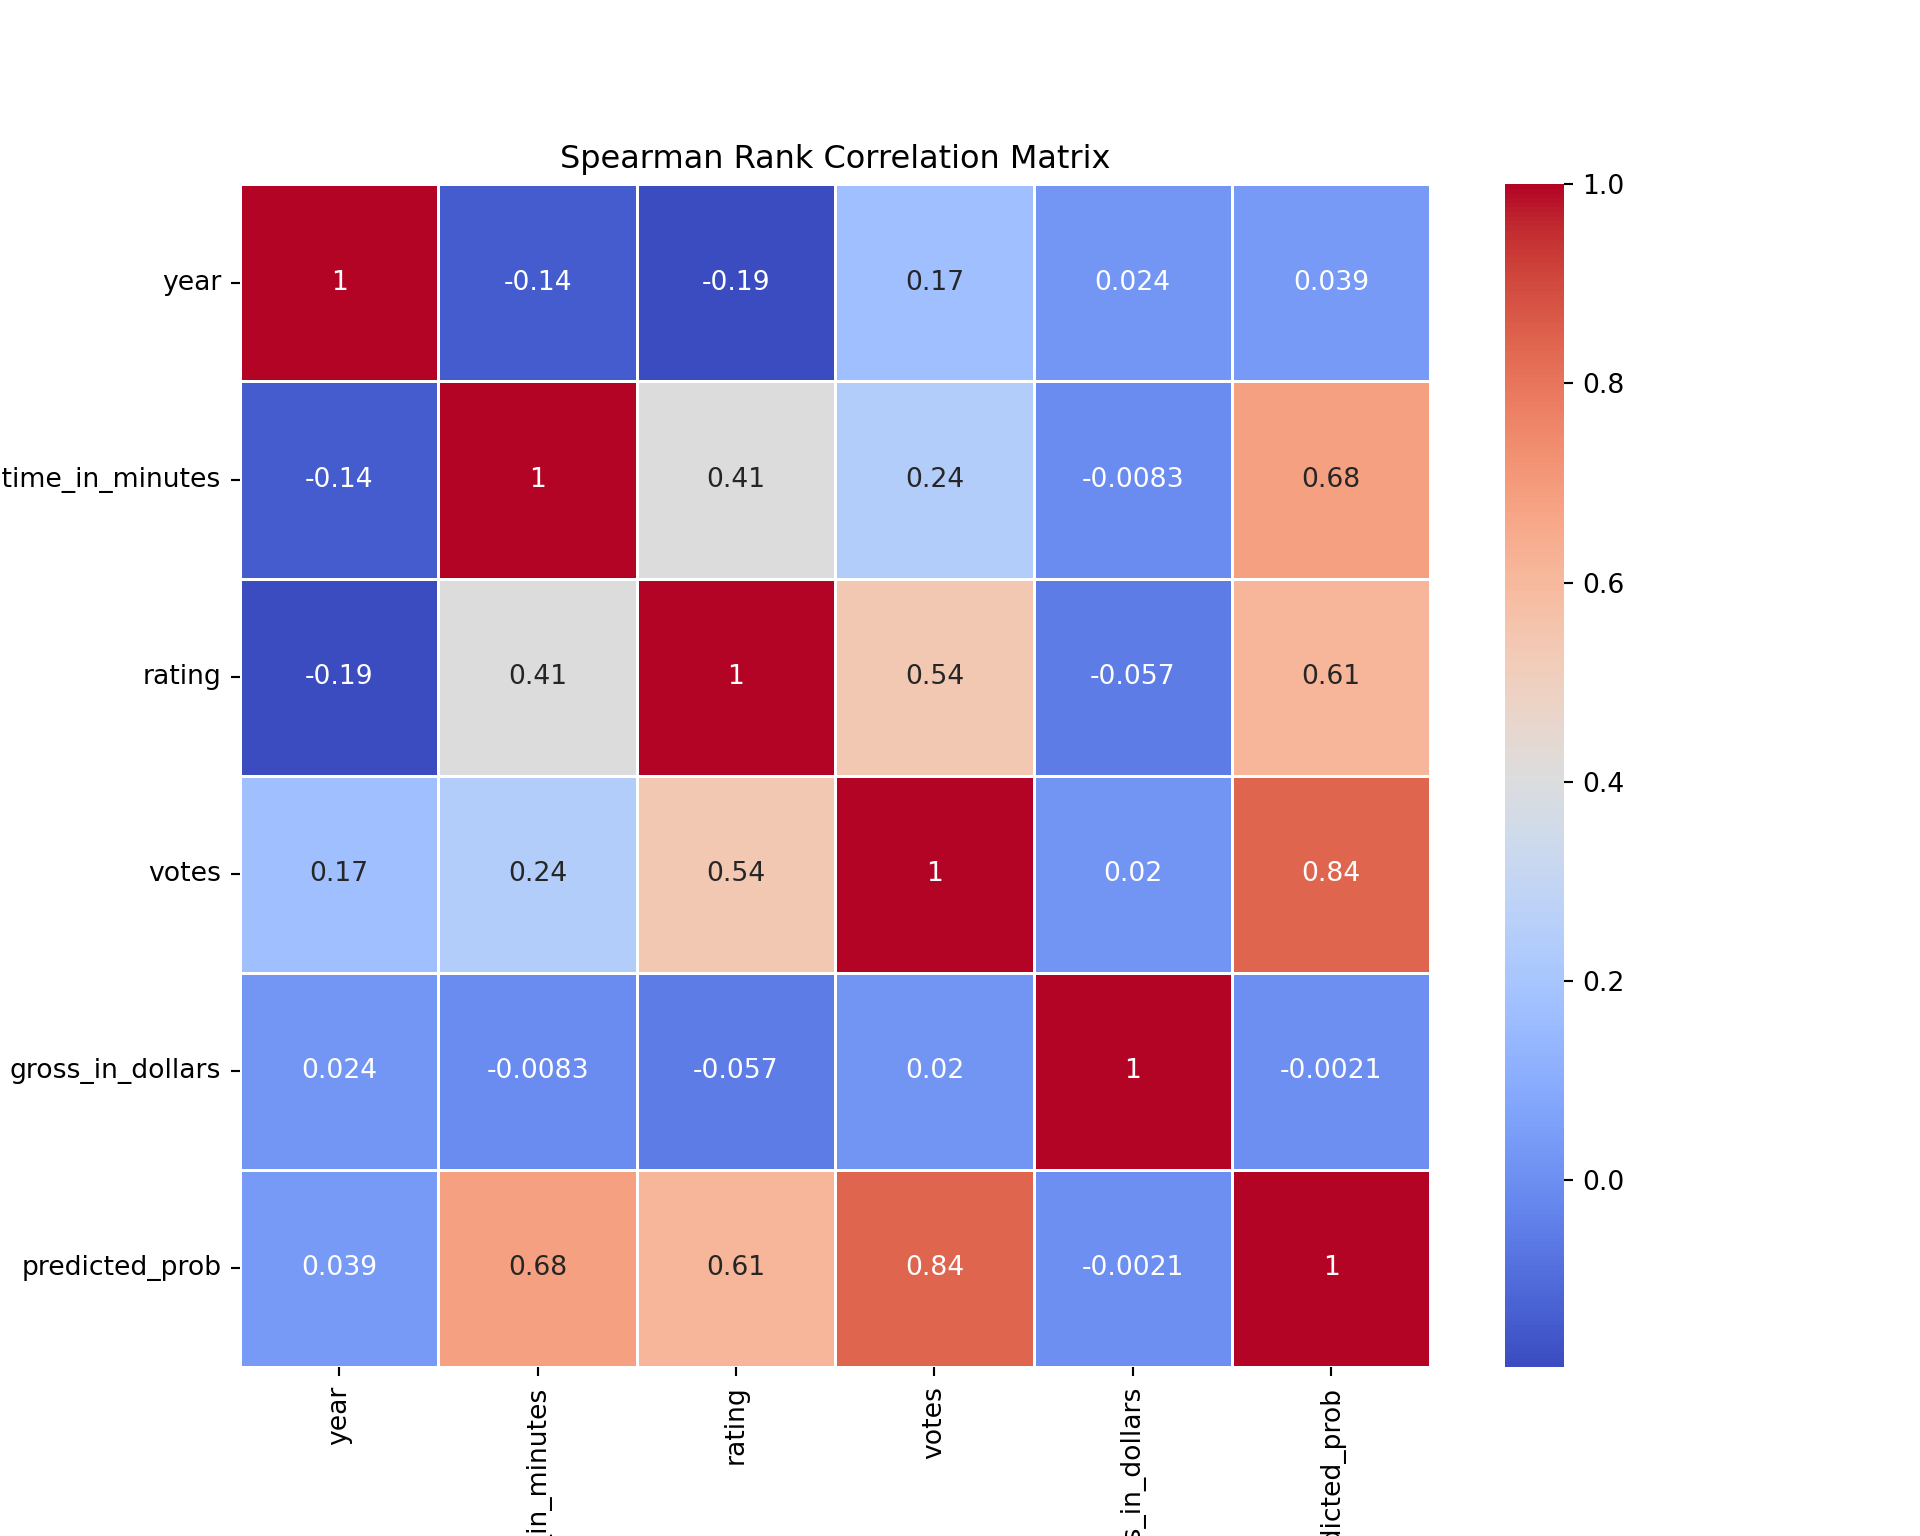 Spearman Rank Correlation Matrix
year 1 -0.14 -0.19 0.17 0.024 0.039
time_in_minutes -0.14 1 0.41 0.24 -0.0083 0.68
rating -0.19 0.41 1 0.54 -0.057 0.61
votes 0.17 0.24 0.54 1 0.02 0.84
gross_in_dollars 0.024 -0.0083 -0.057 0.02 1 -0.0021
predicted_prob 0.039 0.68 0.61 0.84 -0.0021 1
year
in_minutes
rating
votes
s_in_dollars
dicted_prob
1.0
0.8
0.6
0.4
0.2
0.0